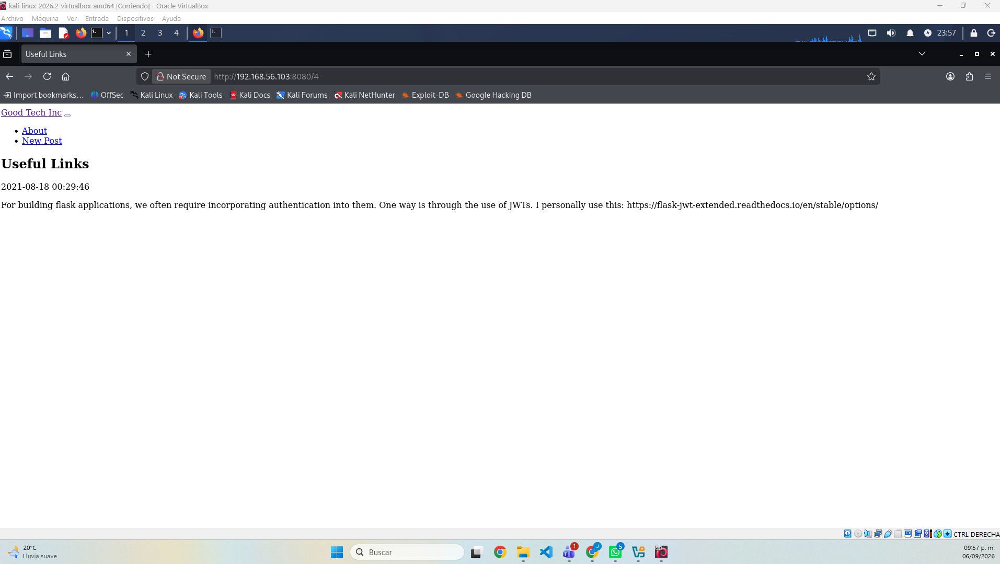 kali-linux-2026.2-virtualbox-amd64 [Corriendo] - Oracle VirtualBox
Archivo Máquina Ver Entrada Dispositivos Ayuda
1 2 3 4 23:57
Useful Links
Not Secure http://192.168.56.103:8080/4
Import bookmarks... OffSec Kali Linux Kali Tools Kali Docs Kali Forums Kali NetHunter Exploit-DB Google Hacking DB
Good Tech Inc
• About
• New Post
Useful Links
2021-08-18 00:29:46
For building flask applications, we often require incorporating authentication into them. One way is through the use of JWTs. I personally use this: https://flask-jwt-extended.readthedocs.io/en/stable/options/
CTRL DERECHA
20°C
Lluvia suave
Buscar
1
J
5
09:57 p. m.
06/09/2026